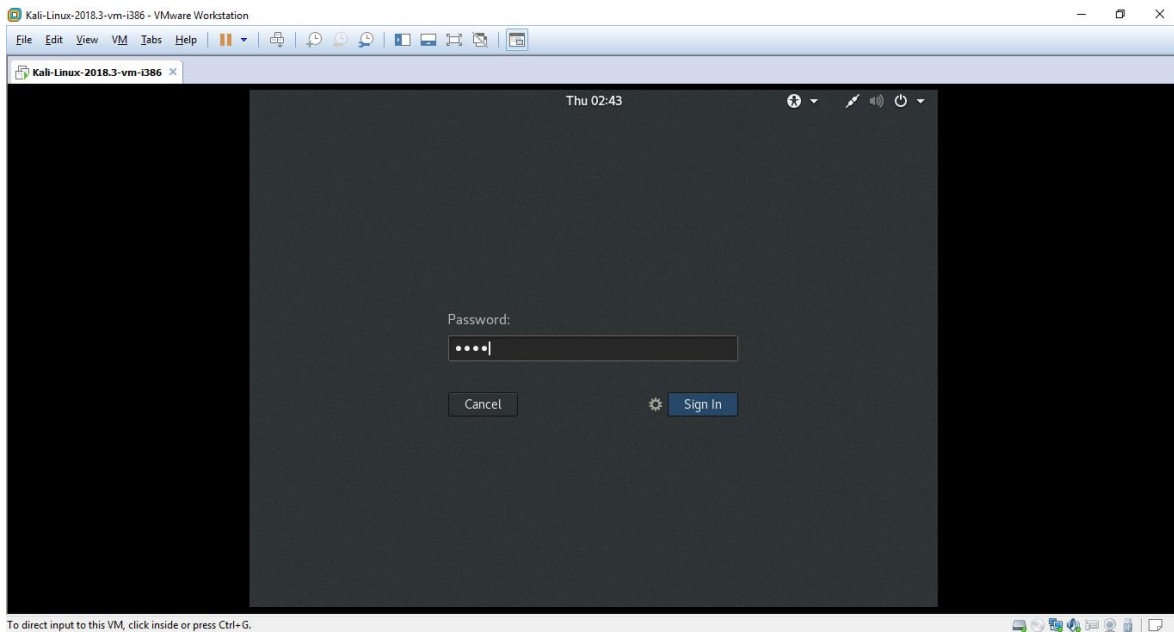 Kali-Linux-2018.3-vm-i386 - VMware Workstation
File Edit View VM Tabs Help
Kali-Linux-2018.3-vm-i386
Thu 02:43
Password:
Cancel Sign In
To direct input to this VM, click inside or press Ctrl+G.